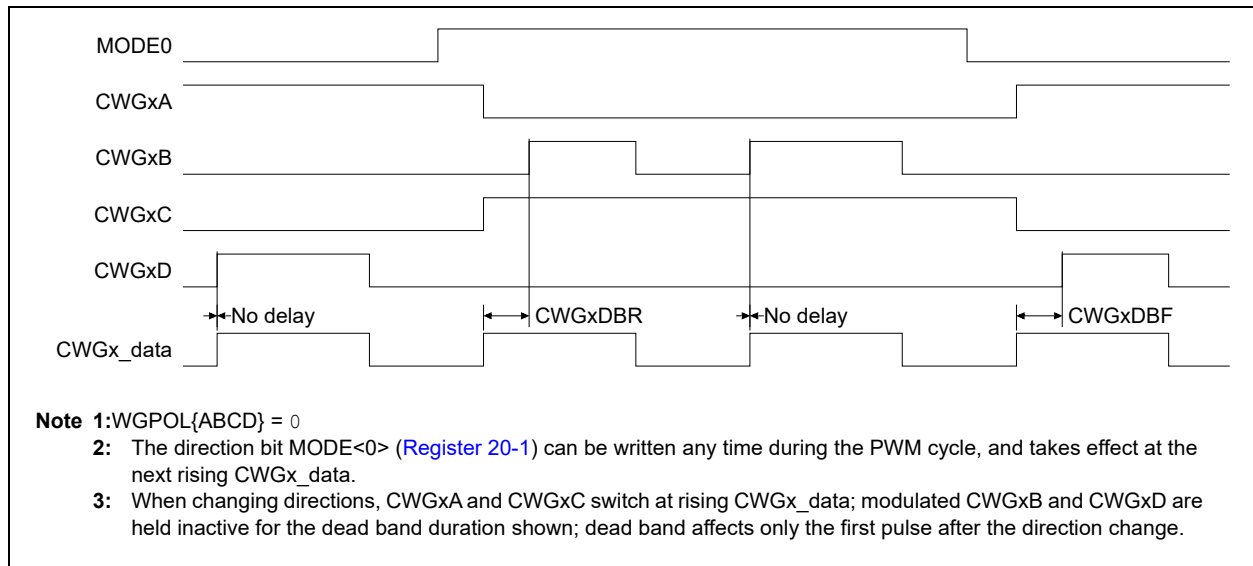 MODE0
CWGxA
CWGxB
CWGxC
CWGxD
No delay CWGxDBR No delay CWGxDBF
CWGx_data
Note 1:WGPOL{ABCD} = 0
2: The direction bit MODE<0> (Register 20-1) can be written any time during the PWM cycle, and takes effect at the
next rising CWGx_data.
3: When changing directions, CWGxA and CWGxC switch at rising CWGx_data; modulated CWGxB and CWGxD are
held inactive for the dead band duration shown; dead band affects only the first pulse after the direction change.